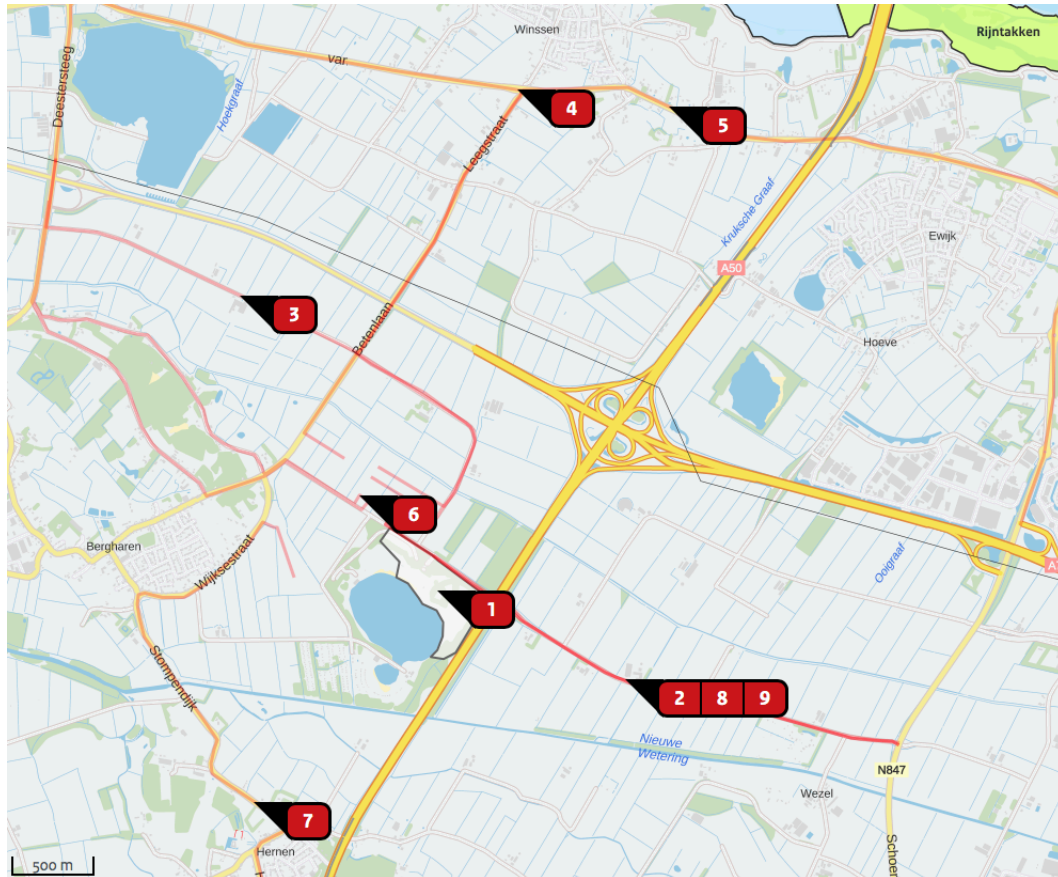 Winssen
Rijntakken
var
Deestersteeg
Hoekgraaf
4
5
Leegstraat
Kruksche Graaf
Ewijk
A50
3
Betenlaan
Hoeve
6
Bergharen
Wijksestraat
Ooigraaf
1
2 8 9
Stompendijk
Nieuwe
Wetering
N847
Wezel
7
Hernen
500 m